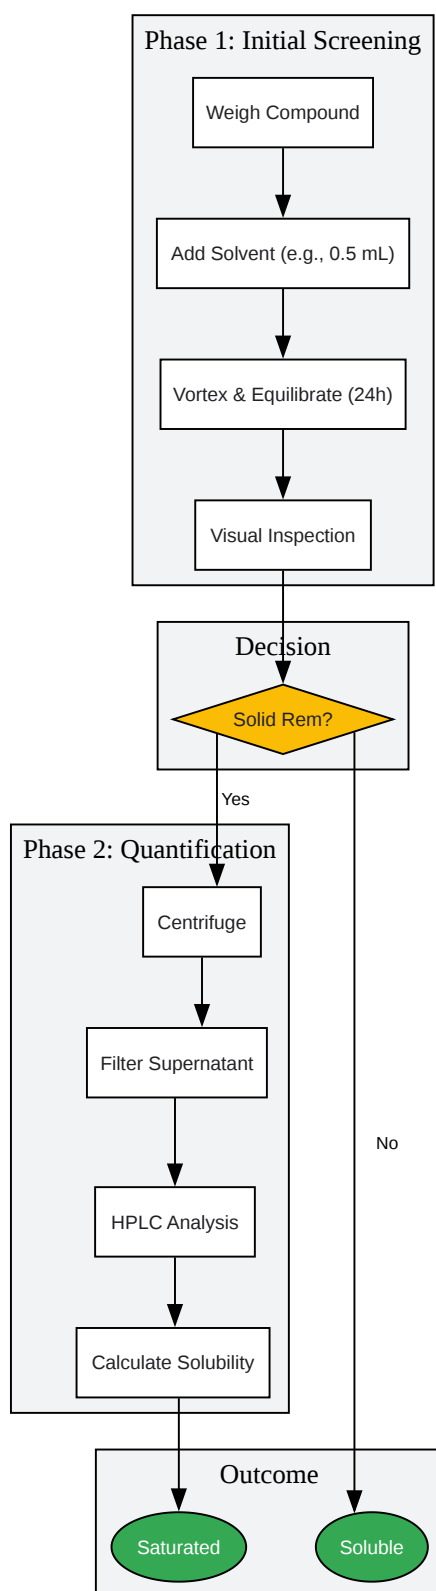 Phase 1: Initial Screening
Weigh Compound
Add Solvent (e.g., 0.5 mL)
Vortex & Equilibrate (24h)
Visual Inspection
Decision
Solid Rem?
Yes
Phase 2: Quantification
Centrifuge
Filter Supernatant
No
HPLC Analysis
Calculate Solubility
Outcome
Saturated
Soluble